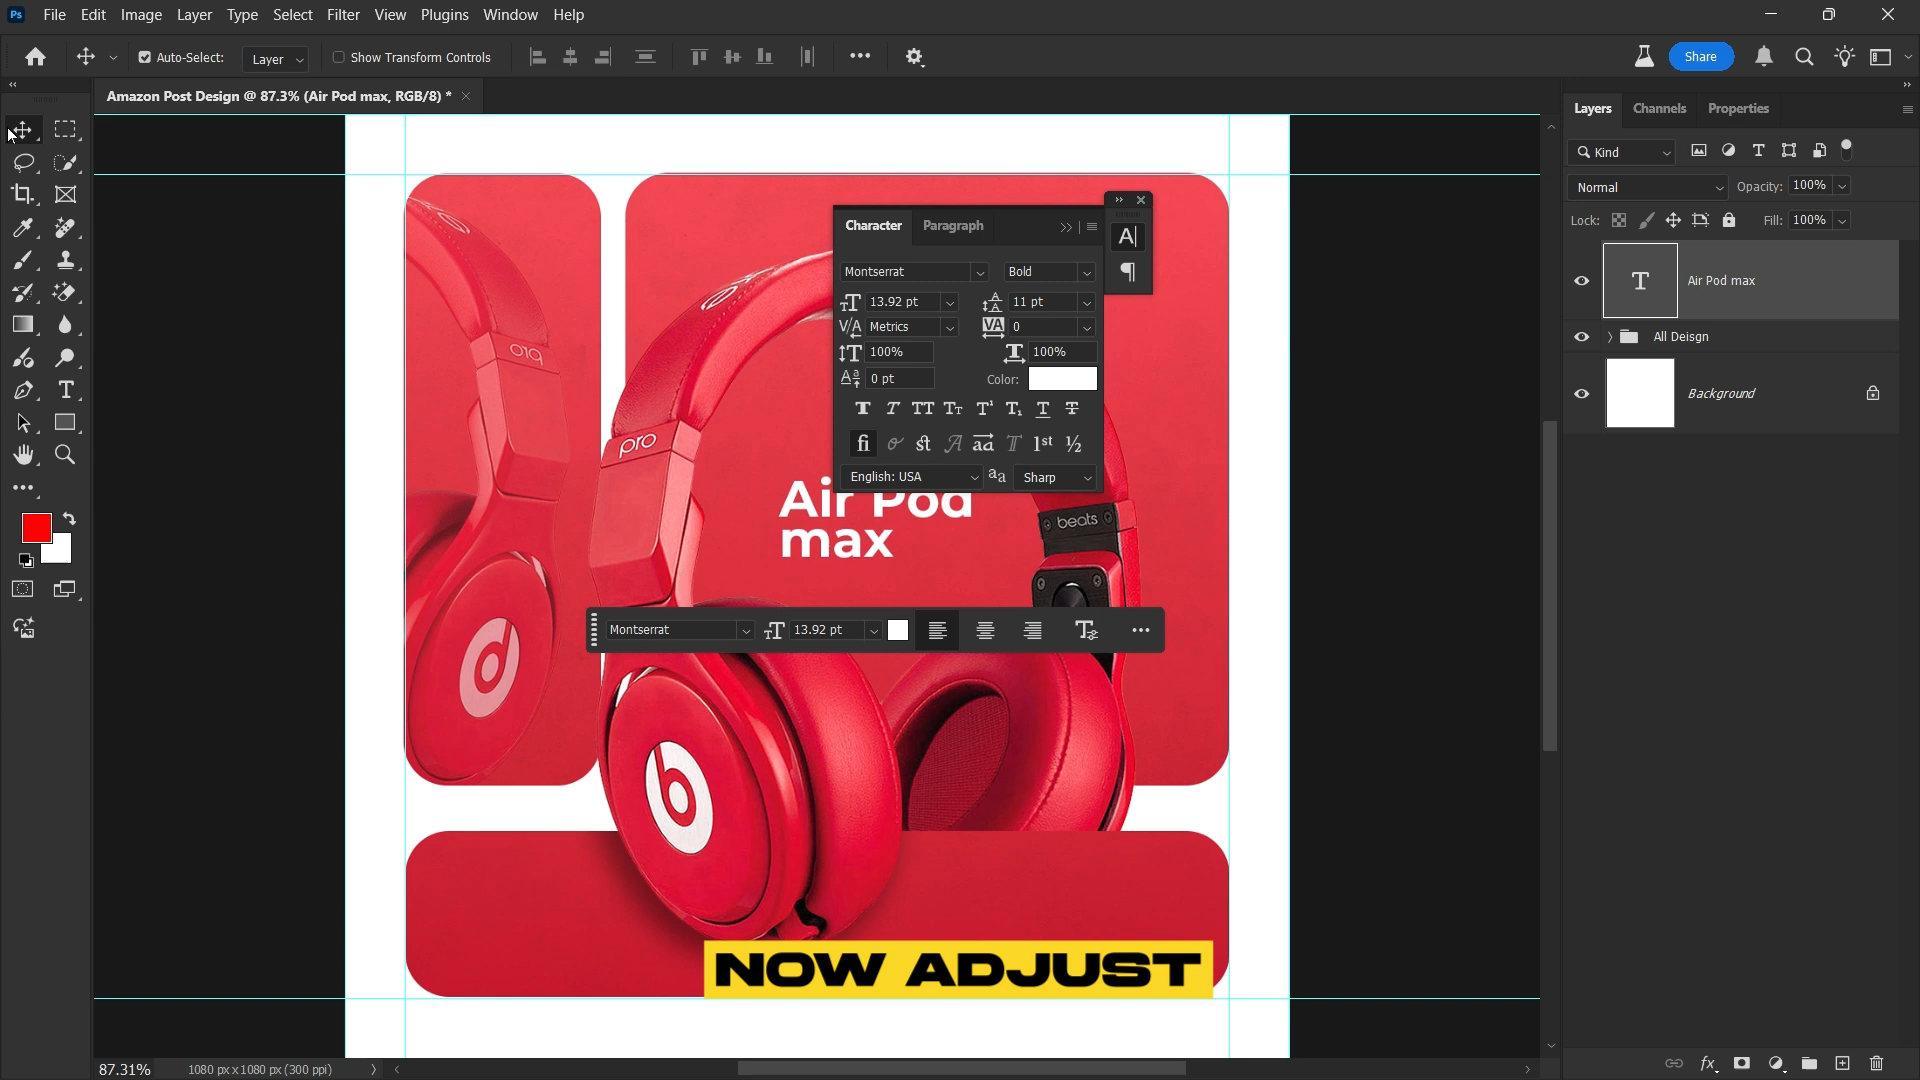 Ps File Edit Image Layer Type Select Filter View Plugins Window Help
Auto-Select: Layer Show Transform Controls Share
Amazon Post Design @ 87.3% (Air Pod max, RGB/8) *
Layers Channels Properties
Kind
Normal Opacity: 100%
Lock: Fill: 100%
Air Pod max
All Deisgn
Background
Character Paragraph
Montserrat Bold
13.92 pt 11 pt
Metrics 0
100% 100%
0 pt Color:
English: USA Sharp
pro
pro
beats
Air Pod
max
Montserrat 13.92 pt
b
NOW ADJUST
87.31% 1080 px x 1080 px (300 ppi)